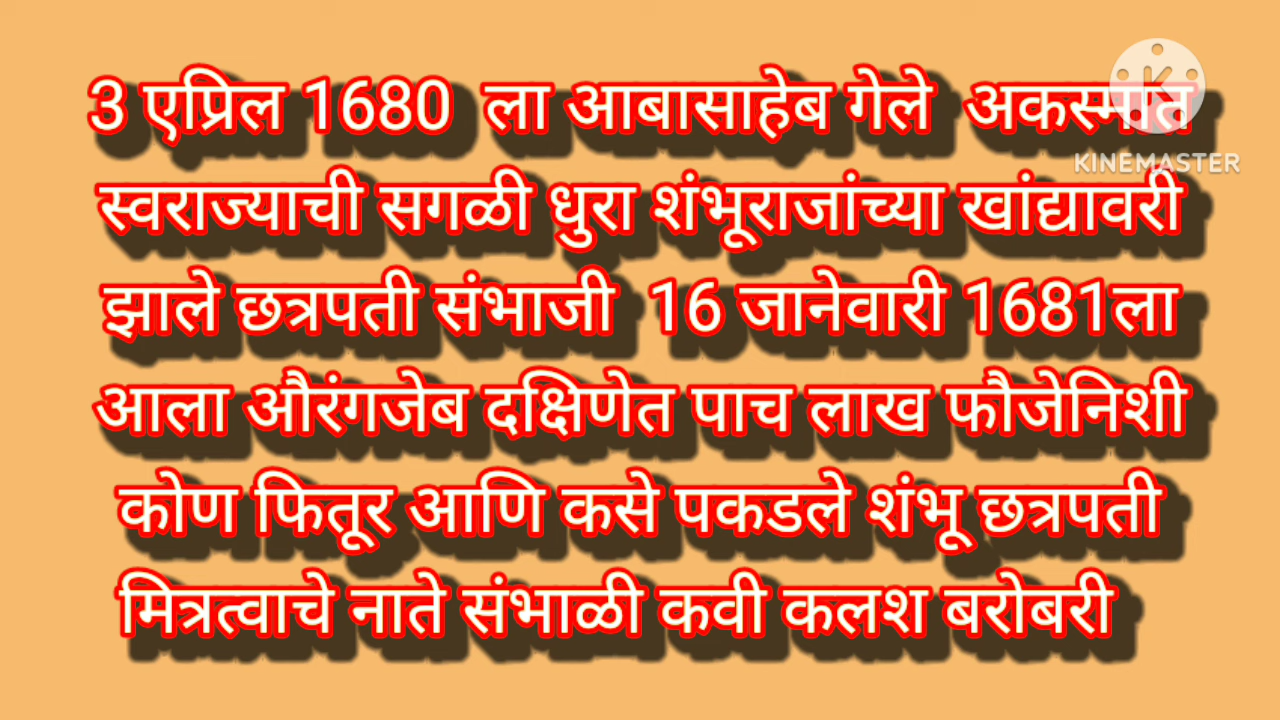 3 एप्रिल 1680 ला आबासाहेब गेले अकस्मात
KINEMASTER
स्वराज्याची सगळी धुरा शंभूराजांच्या खांद्यावरी
झाले छत्रपती संभाजी 16 जानेवारी 1681ला
आला औरंगजेब दक्षिणेत पाच लाख फौजेनिशी
कोण फितूर आणि कसे पकडले शंभू छत्रपती
मित्रत्वाचे नाते संभाळी कवी कलश बरोबरी